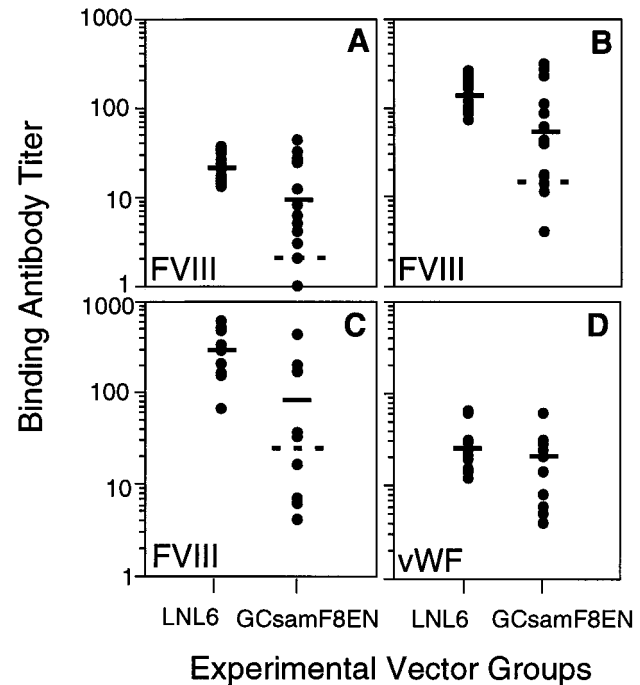 1000
A
B
100
10
1
FVIII
FVIII
1000
C
D
100
10
1
FVIII
vWF
LNL6 GCsamF8EN LNL6 GCsamF8EN
Binding Antibody Titer
Experimental Vector Groups